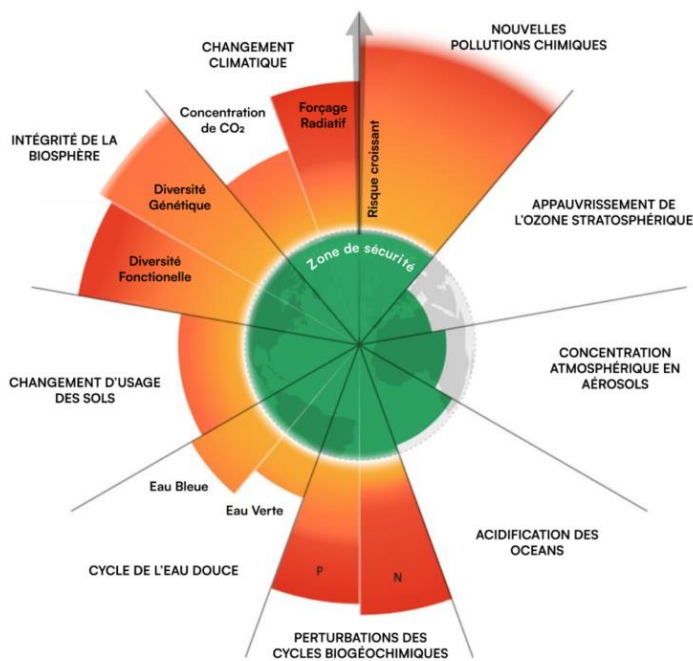 NOUVELLES
POLLUTIONS CHIMIQUES
CHANGEMENT
CLIMATIQUE
Concentration
de CO₂
Forçage
Radiatif
Risque croissant
INTÉGRITÉ DE LA
BIOSPHÈRE
Diversité
Génétique
Diversité
Fonctionelle
APPAUVRISSEMENT DE
L'OZONE STRATOSPHÉRIQUE
Zone de sécurité
CONCENTRATION
ATMOSPHÉRIQUE EN
AÉROSOLS
CHANGEMENT D'USAGE
DES SOLS
Eau Bleue
Eau Verte
ACIDIFICATION DES
OCEANS
CYCLE DE L'EAU DOUCE
P
N
PERTURBATIONS DES
CYCLES BIOGÉOCHIMIQUES